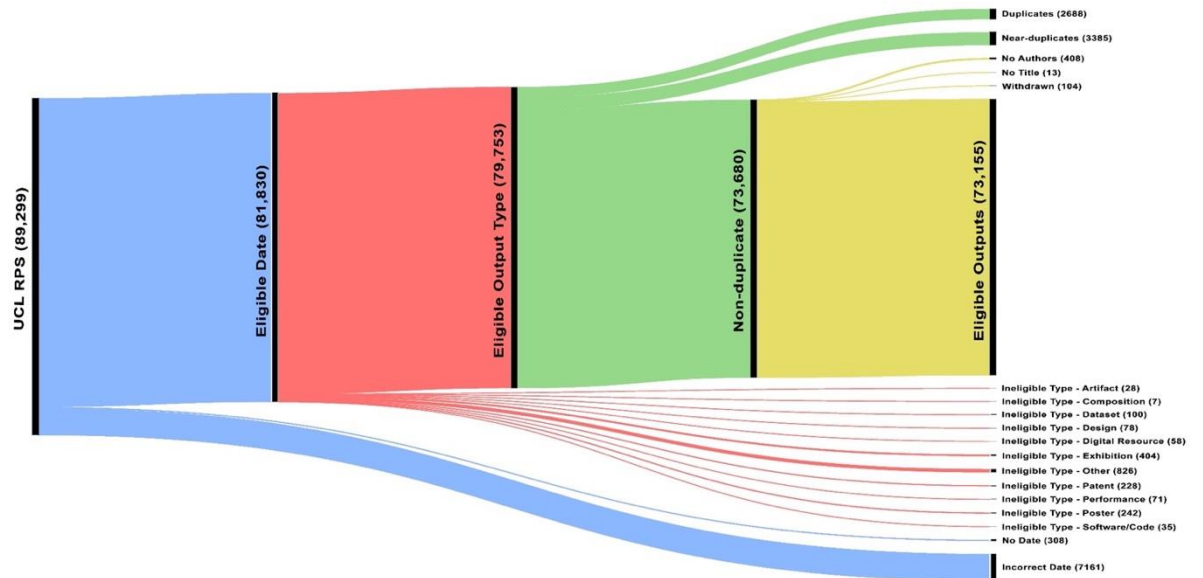 UCL RPS (89,299)
Eligible Date (81,830)
Eligible Output Type (79,753)
Non-duplicate (73,680)
Eligible Outputs (73,155)
Duplicates (2688)
Near-duplicates (3385)
No Authors (408)
No Title (13)
Withdrawn (104)
Ineligible Type - Artifact (28)
Ineligible Type - Composition (7)
Ineligible Type - Dataset (100)
Ineligible Type - Design (78)
Ineligible Type - Digital Resource (58)
Ineligible Type - Exhibition (404)
Ineligible Type - Other (826)
Ineligible Type - Patent (228)
Ineligible Type - Performance (71)
Ineligible Type - Poster (242)
Ineligible Type - Software/Code (35)
No Date (308)
Incorrect Date (7161)